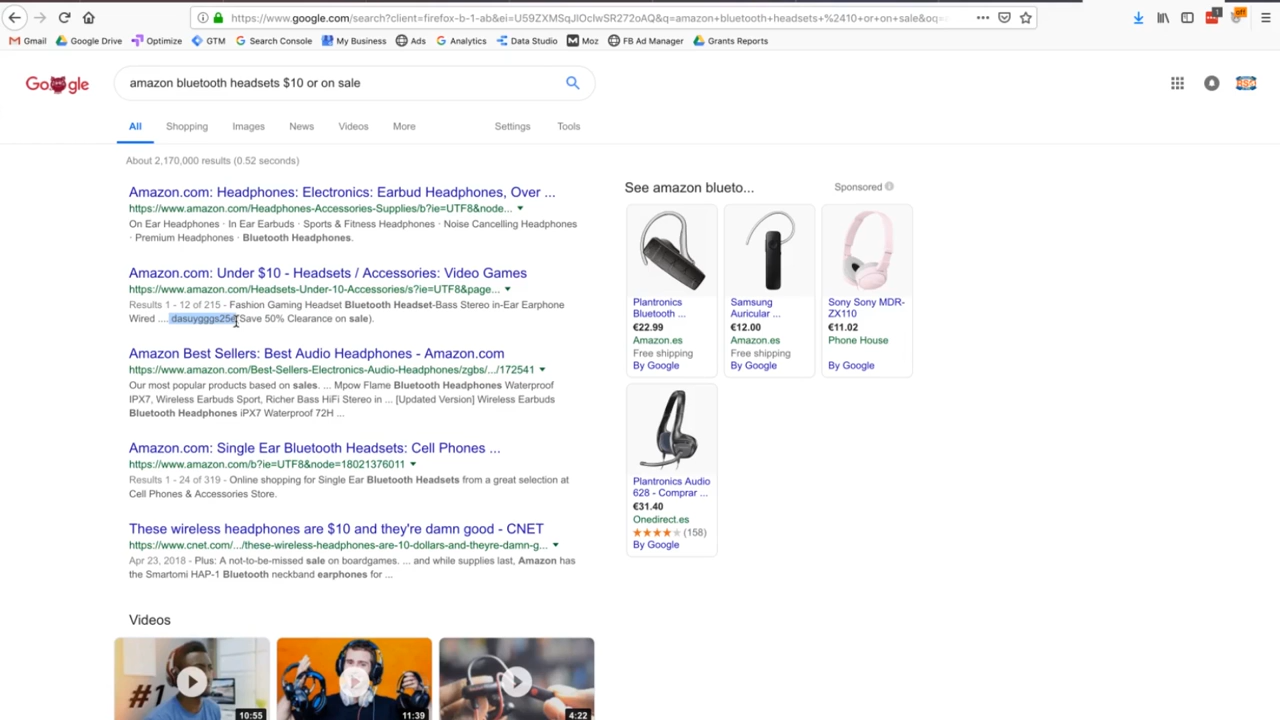 https://www.google.com/search?client=firefox-b-1-ab&ei=U59ZXMSqJIOclwSR272oAQ&q=amazon+bluetooth+headsets+%2410+or+on+sale&oq=
1
off
Gmail
Google Drive
Optimize
GTM
Search Console
My Business
Ads
Analytics
Data Studio
Moz
FB Ad Manager
Grants Reports
Google
amazon bluetooth headsets $10 or on sale
All
Shopping
Images
News
Videos
More
Settings
Tools
About 2,170,000 results (0.52 seconds)
Amazon.com: Headphones: Electronics: Earbud Headphones, Over ...
https://www.amazon.com/Headphones-Accessories-Supplies/b?ie=UTF8&node...
On Ear Headphones · In Ear Earbuds · Sports & Fitness Headphones · Noise Cancelling Headphones
· Premium Headphones · Bluetooth Headphones.
Amazon.com: Under $10 - Headsets / Accessories: Video Games
https://www.amazon.com/Headsets-Under-10-Accessories/s?ie=UTF8&page...
Results 1 - 12 of 215 - Fashion Gaming Headset Bluetooth Headset-Bass Stereo in-Ear Earphone
Wired .... dasuygggs25e(Save 50% Clearance on sale).
Amazon Best Sellers: Best Audio Headphones - Amazon.com
https://www.amazon.com/Best-Sellers-Electronics-Audio-Headphones/zgbs/.../172541
Our most popular products based on sales. ... Mpow Flame Bluetooth Headphones Waterproof
IPX7, Wireless Earbuds Sport, Richer Bass HiFi Stereo in ... [Updated Version] Wireless Earbuds
Bluetooth Headphones iPX7 Waterproof 72H ...
Amazon.com: Single Ear Bluetooth Headsets: Cell Phones ...
https://www.amazon.com/b?ie=UTF8&node=18021376011
Results 1 - 24 of 319 - Online shopping for Single Ear Bluetooth Headsets from a great selection at
Cell Phones & Accessories Store.
These wireless headphones are $10 and they're damn good - CNET
https://www.cnet.com/.../these-wireless-headphones-are-10-dollars-and-theyre-damn-g...
Apr 23, 2018 - Plus: A not-to-be-missed sale on boardgames. ... and while supplies last, Amazon has
the Smartomi HAP-1 Bluetooth neckband earphones for ...
Videos
#1
10:55
11:39
4:22
See amazon blueto...
Sponsored
Plantronics
Bluetooth ...
€22.99
Amazon.es
Free shipping
By Google
Samsung
Auricular ...
€12.00
Amazon.es
Free shipping
By Google
Sony Sony MDR-
ZX110
€11.02
Phone House
By Google
Plantronics Audio
628 - Comprar ...
€31.40
Onedirect.es
(158)
By Google